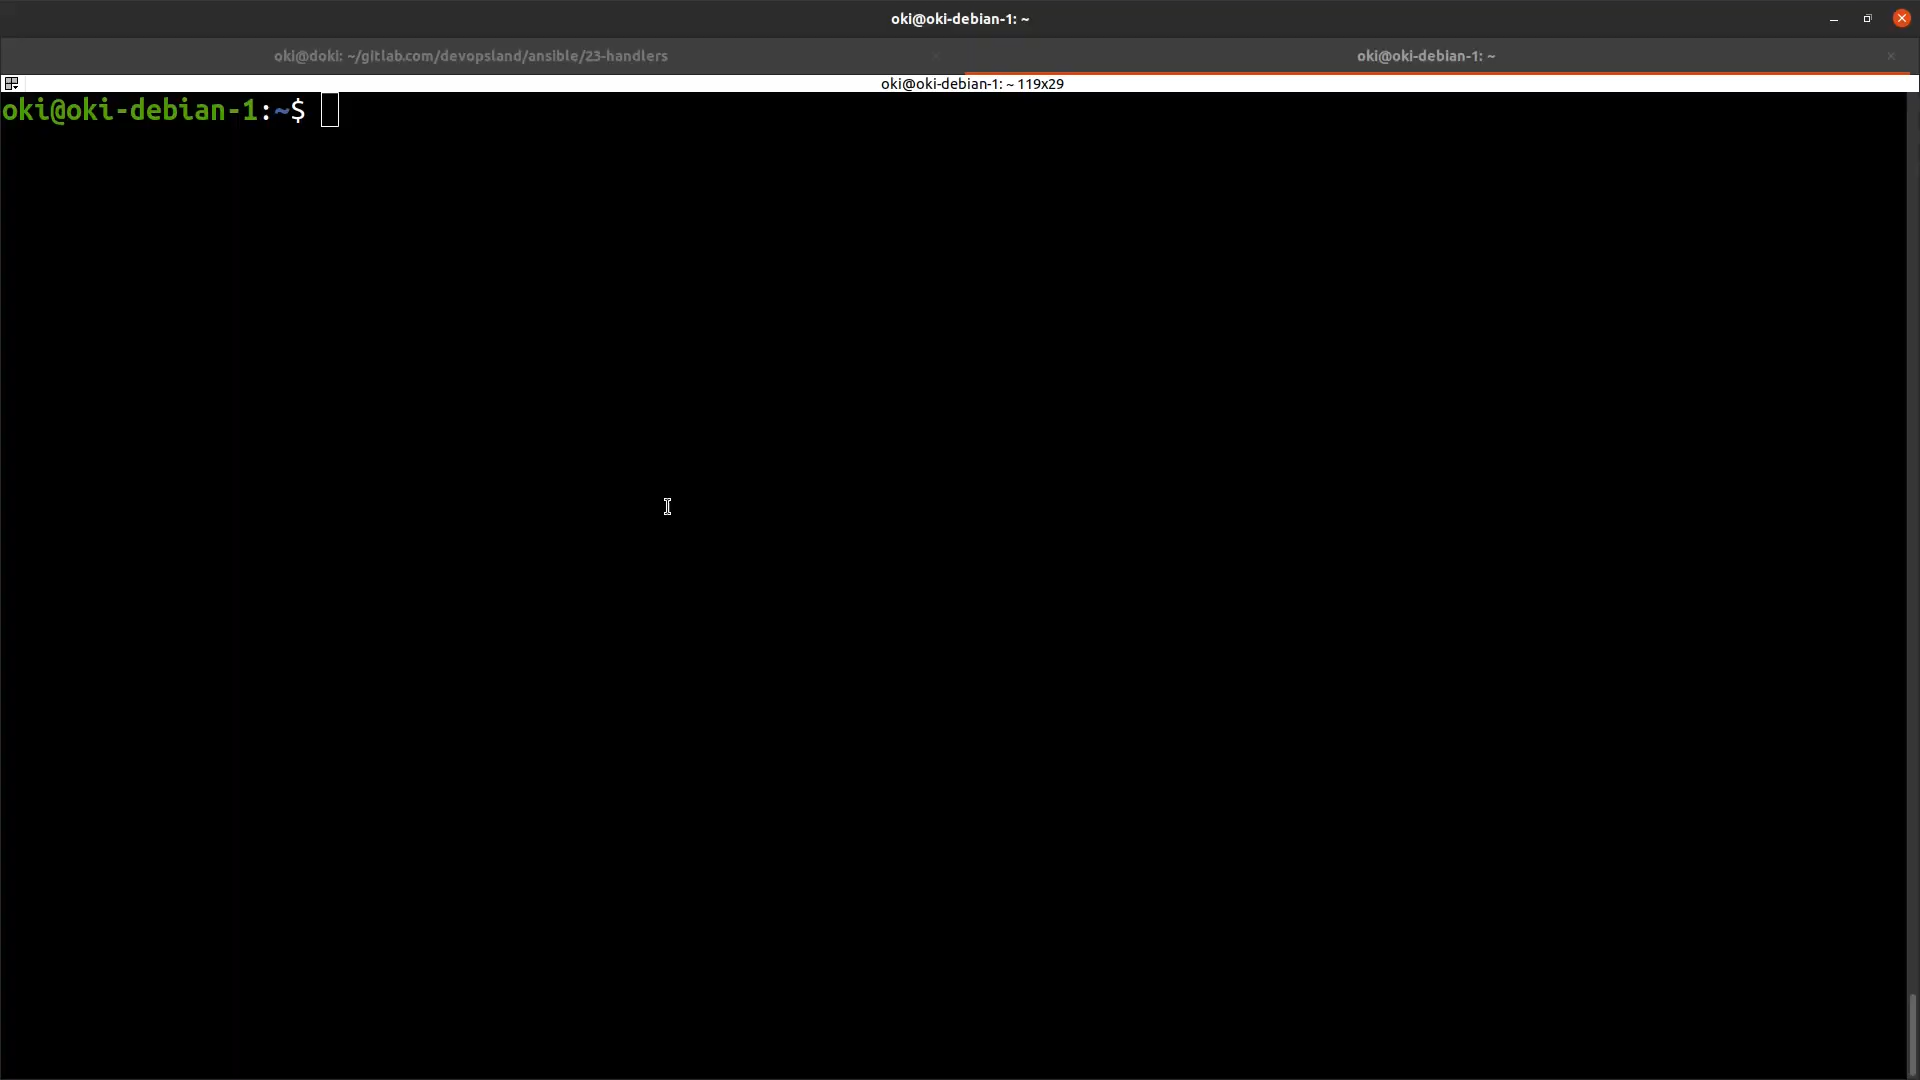 oki@oki-debian-1: ~
oki@doki: ~/gitlab.com/devopsland/ansible/23-handlers
oki@oki-debian-1: ~
oki@oki-debian-1: ~ 119x29
oki@oki-debian-1:~$